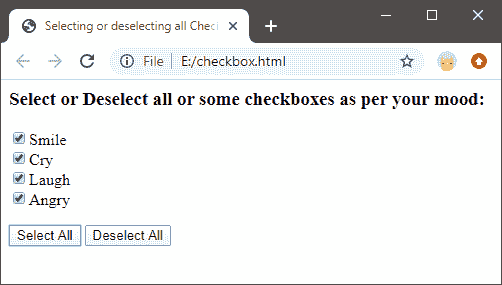 Selecting or deselecting all Chec
File | E:/checkbox.html
Select or Deselect all or some checkboxes as per your mood:
Smile
Cry
Laugh
Angry
Select All Deselect All